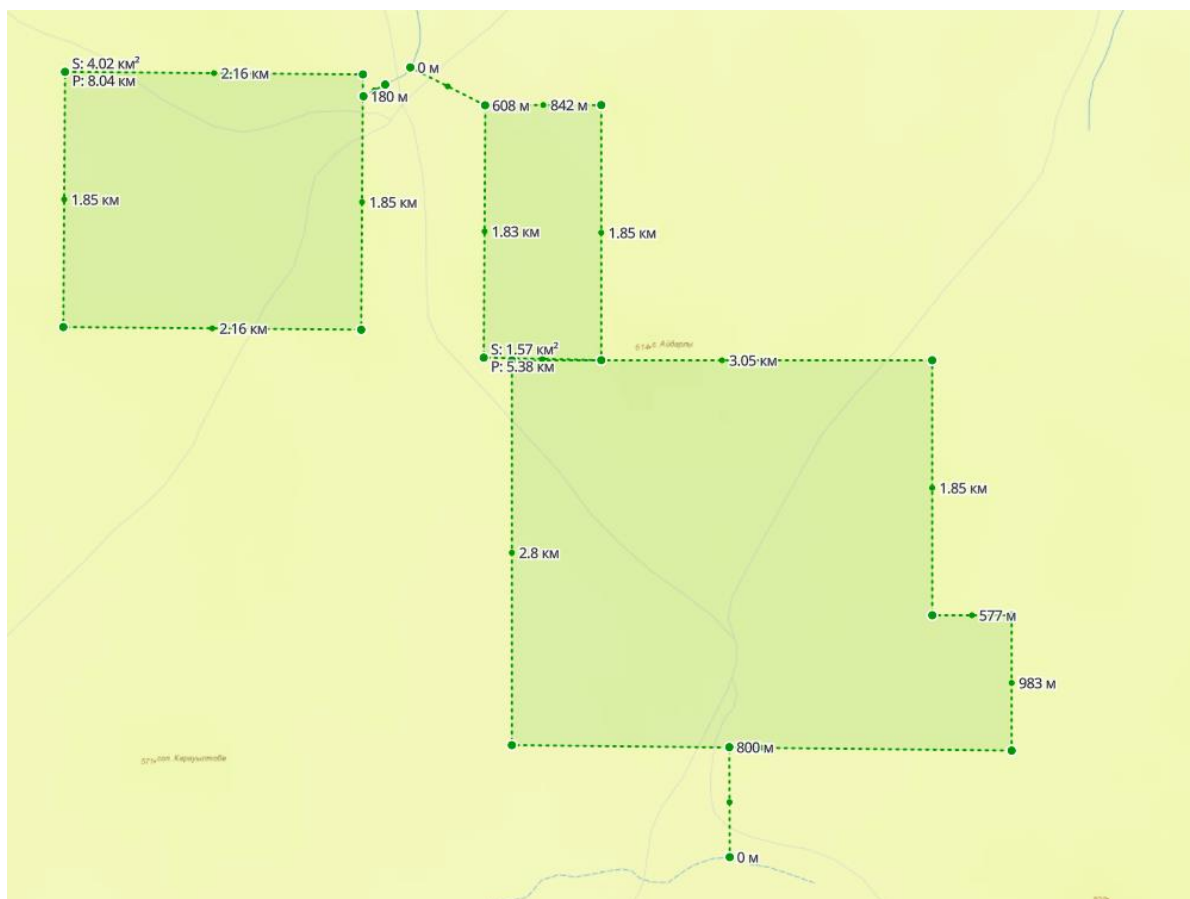 S: 4.02 км²
P: 8.04 км
2.16 км
0 м
180 м
608 м
842 м
1.85 км
1.85 км
1.83 км
1.85 км
2.16 км
S: 1.57 км²
P: 5.38 км
Айдарлы
3.05 км
1.85 км
2.8 км
577 м
983 м
800 м
0 м